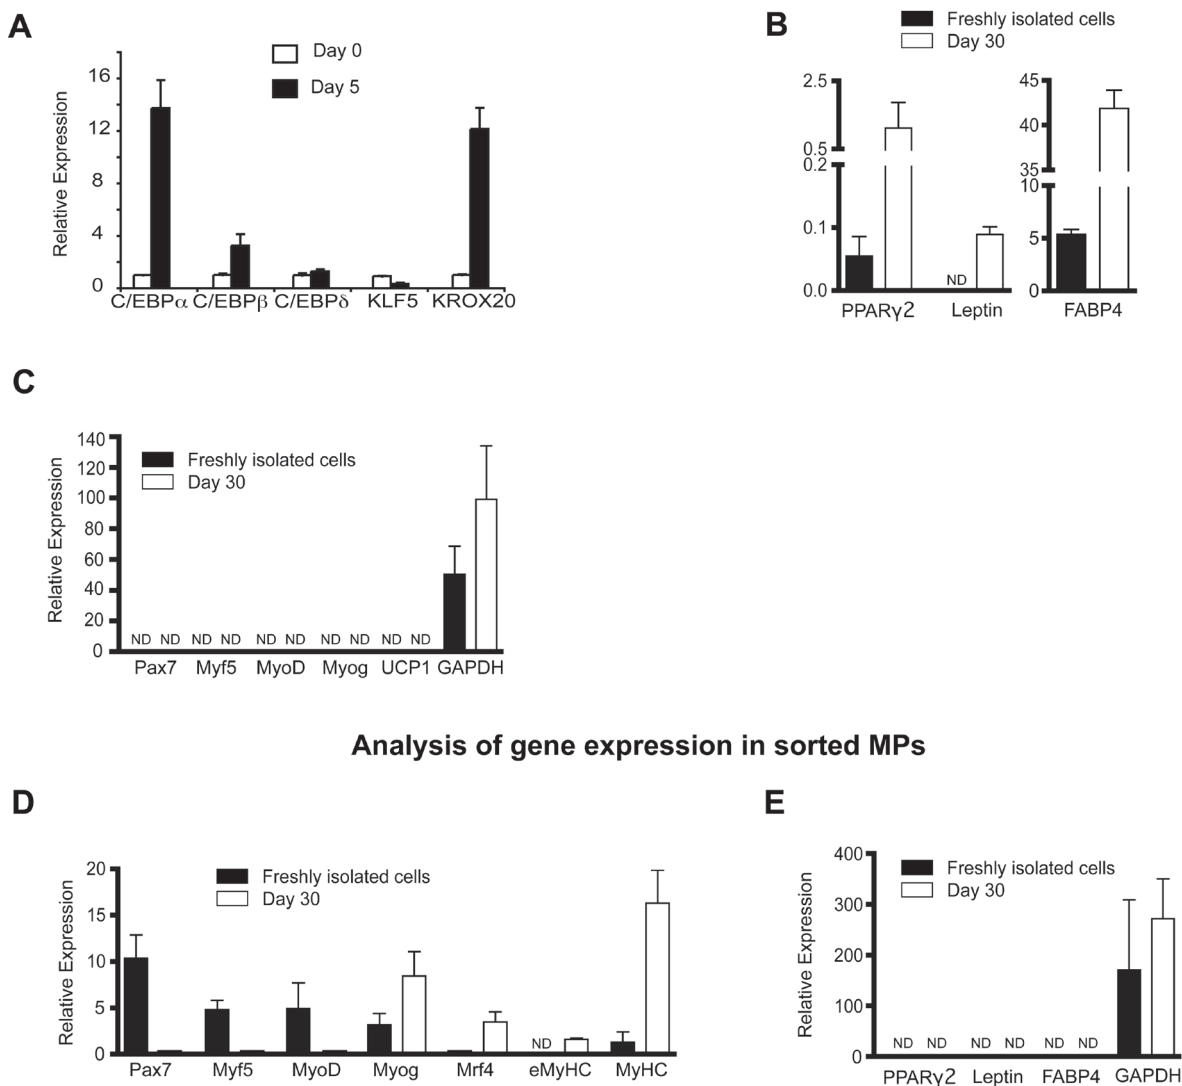 A
Day 0
Day 5
Relative Expression
16
12
8
4
0
C/EBPα C/EBPβ C/EBPδ KLF5 KROX20
B
Freshly isolated cells
Day 30
2.5
0.5
0.2
0.1
0.0
ND
PPARγ2 Leptin
45
40
35
10
5
0
FABP4
C
Freshly isolated cells
Day 30
Relative Expression
140
120
100
80
60
40
20
0
ND ND ND ND ND ND ND ND ND ND
Pax7 Myf5 MyoD Myog UCP1 GAPDH
Analysis of gene expression in sorted MPs
D
Freshly isolated cells
Day 30
Relative Expression
20
15
10
5
0
ND
Pax7 Myf5 MyoD Myog Mrf4 eMyHC MyHC
E
Freshly isolated cells
Day 30
Relative Expression
400
300
200
100
0
ND ND ND ND ND ND
PPARγ2 Leptin FABP4 GAPDH